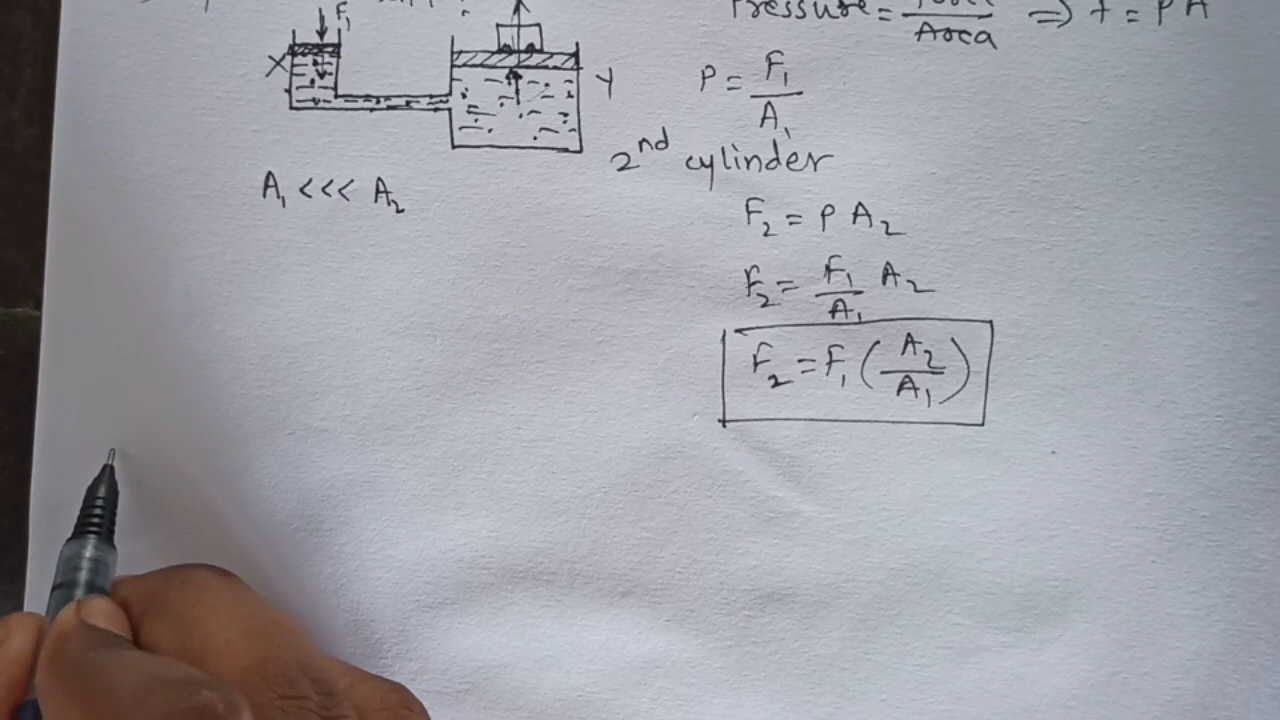 F₁
X
Y
A₁ <<< A₂
Pressure = Force/Area ⇒ F = P A
P = F₁/A₁
2nd cylinder
F₂ = P A₂
F₂ = F₁/A₁ A₂
F₂ = F₁ (A₂/A₁)